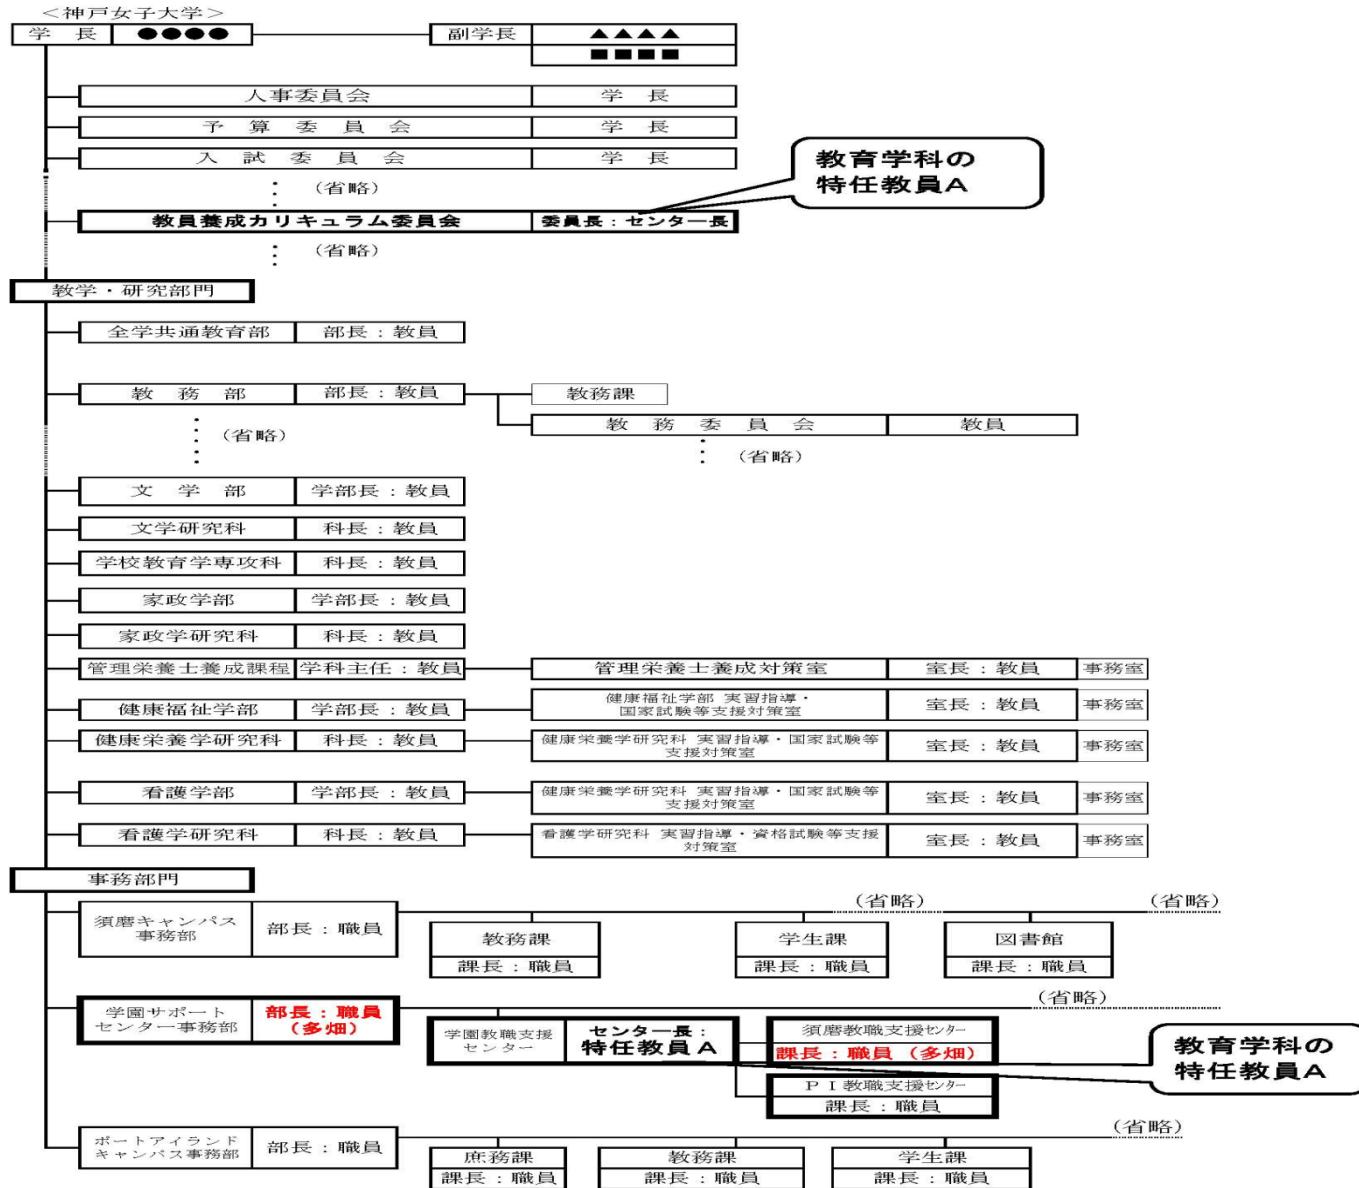 ＜神戸女子大学＞
学　長　●●●●　副学長　▲▲▲▲
■■■■
人事委員会　学　長
予　算　委　員　会　学　長
入　試　委　員　会　学　長
教育学科の
特任教員A
（省略）
教員養成カリキュラム委員会　委員長：センター長
（省略）
教学・研究部門
全学共通教育部　部長：教員
教　務　部　部長：教員　教務課
教　務　委　員　会　教員
（省略）　（省略）
文　学　部　学部長：教員
文学研究科　科長：教員
学校教育学専攻科　科長：教員
家政学部　学部長：教員
家政学研究科　科長：教員
管理栄養士養成課程　学科主任：教員　管理栄養士養成対策室　室長：教員　事務室
健康福祉学部　学部長：教員　健康福祉学部 実習指導・
国家試験等支援対策室　室長：教員　事務室
健康栄養学研究科　科長：教員　健康栄養学研究科 実習指導・国家試験等
支援対策室　室長：教員　事務室
看護学部　学部長：教員　健康栄養学研究科 実習指導・国家試験等
支援対策室　室長：教員　事務室
看護学研究科　科長：教員　看護学研究科 実習指導・資格試験等支援
対策室　室長：教員　事務室
事務部門
須磨キャンパス
事務部　部長：職員　（省略）　（省略）
教務課　学生課　図書館
課長：職員　課長：職員　課長：職員
学園サポート
センター事務部　部長：職員
（多畑）　（省略）
学園教職支援
センター　センター長：
特任教員A
須磨教職支援センター
課長：職員（多畑）
ＰＩ教職支援センター
課長：職員
教育学科の
特任教員A
ポートアイランド
キャンパス事務部　部長：職員　（省略）
庶務課　教務課　学生課
課長：職員　課長：職員　課長：職員